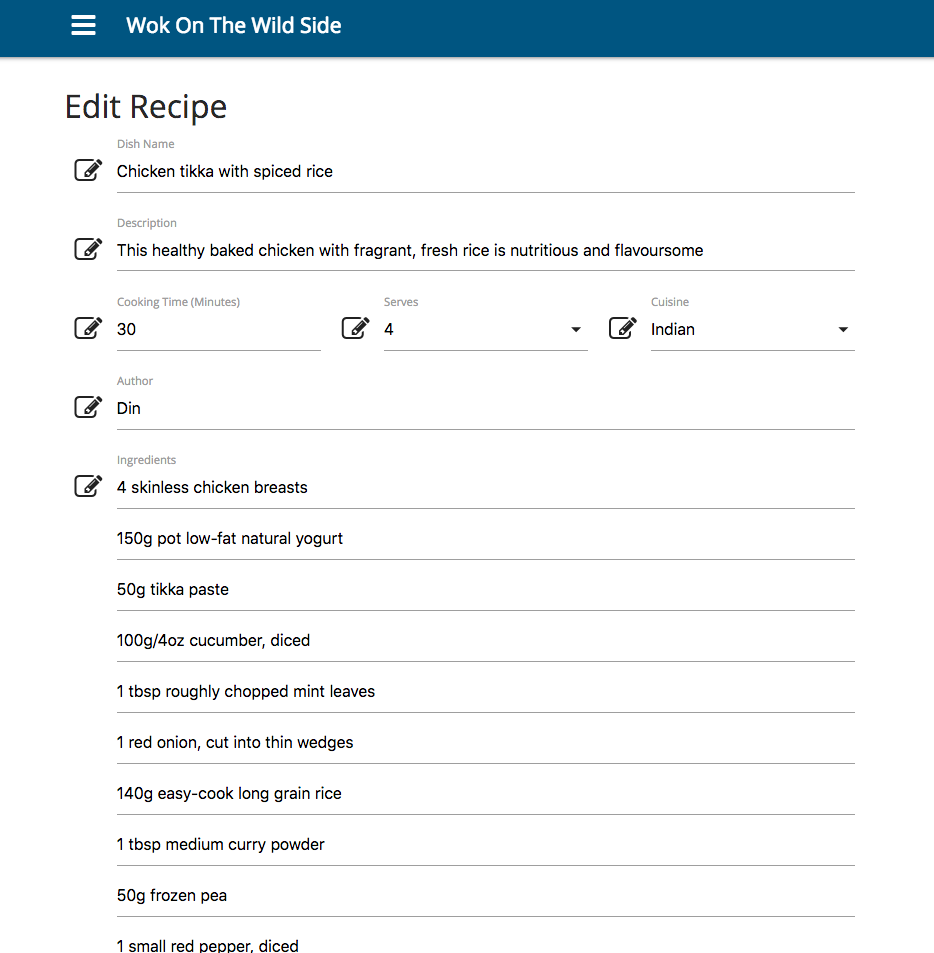 Wok On The Wild Side
Edit Recipe
Dish Name
Chicken tikka with spiced rice
Description
This healthy baked chicken with fragrant, fresh rice is nutritious and flavoursome
Cooking Time (Minutes) Serves Cuisine
30 4 Indian
Author
Din
Ingredients
4 skinless chicken breasts
150g pot low-fat natural yogurt
50g tikka paste
100g/4oz cucumber, diced
1 tbsp roughly chopped mint leaves
1 red onion, cut into thin wedges
140g easy-cook long grain rice
1 tbsp medium curry powder
50g frozen pea
1 small red pepper, diced